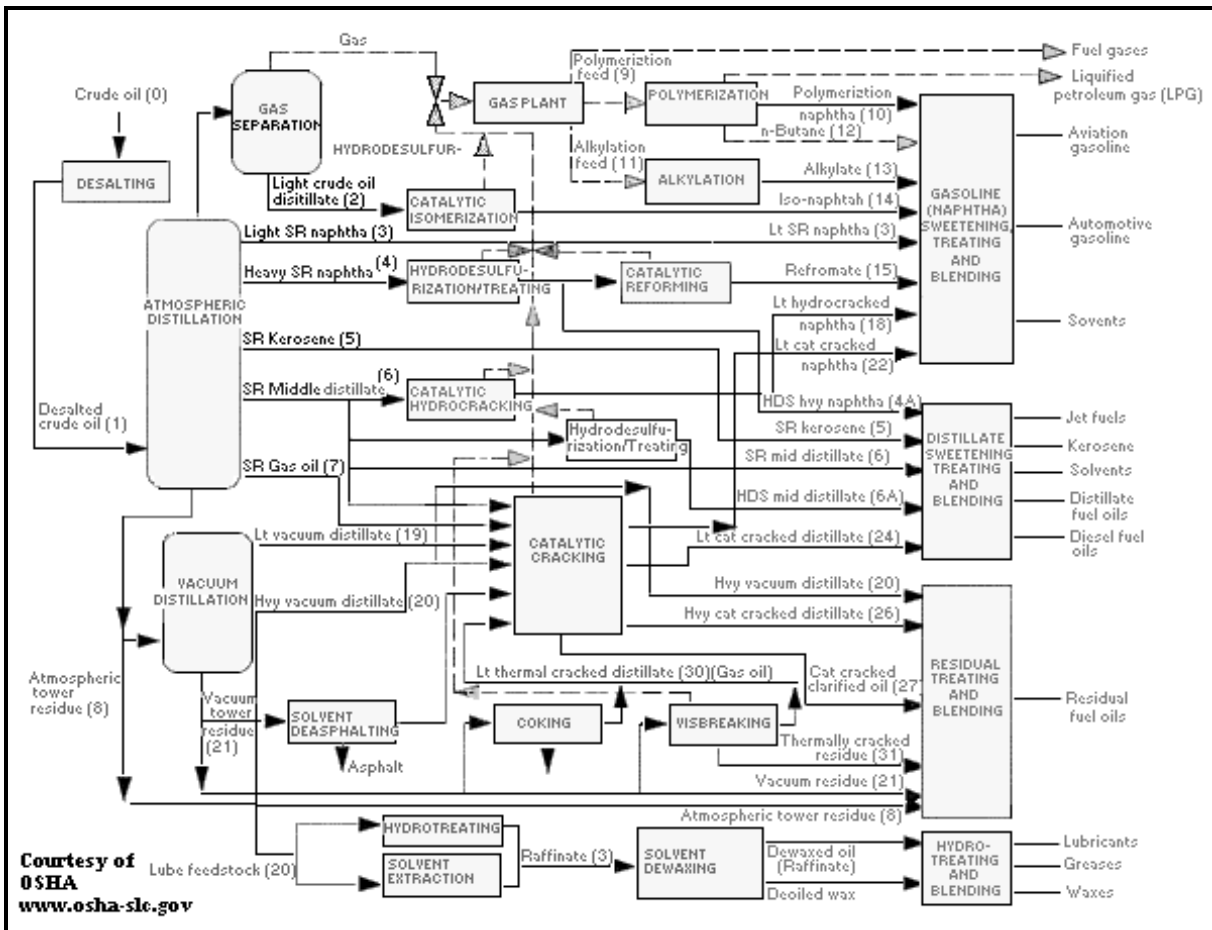 Gas
Fuel gases
Polymeriztion
feed (9)
Crude oil (0)
GAS
SEPARATION
GAS PLANT
POLYMERIZATION
Polymeriztion
naphtha (10)
Liquified
petroleum gas (LPG)
n-Butane (12)
Aviation
gasoline
HYDRODESULFUR-
Alkylation
feed (11)
DESALTING
Light crude oil
disitillate (2)
CATALYTIC
ISOMERIZATION
ALKYLATION
Alkylate (13)
Iso-naphtah (14)
GASOLINE
(NAPHTHA)
SWEETENING,
TREATING
AND
BLENDING
Light SR naphtha (3)
Lt SR naphtha (3)
Automotive
gasoline
Heavy SR naphtha (4)
HYDRODESULFU-
RIZATION/TREATING
CATALYTIC
REFORMING
Refromate (15)
ATMOSPHERIC
DISTILLATION
Lt hydrocracked
naphtha (18)
Sovents
SR Kerosene (5)
Lt cat cracked
naphtha (22)
SR Middle distillate (6)
CATALYTIC
HYDROCRACKING
HDS hvy naphtha (4A)
Desalted
crude oil (1)
Hydrodesulfu-
rization/Treating
SR kerosene (5)
SR mid distillate (6)
DISTILLATE
SWEETENING
TREATING
AND
BLENDING
Jet fuels
Kerosene
Solvents
Distillate
fuel oils
Diesel fuel
oils
SR Gas oil (7)
HDS mid distillate (6A)
Lt vacuum distillate (19)
CATALYTIC
CRACKING
Lt cat cracked distillate (24)
VACUUM
DISTILLATION
Hvy vacuum distillate (20)
Hvy vacuum distillate (20)
Hvy cat cracked distillate (26)
Atmospheric
tower
residue (8)
Lt thermal cracked distillate (30)(Gas oil)
Cat cracked
clarified oil (27)
RESIDUAL
TREATING
AND
BLENDING
Residual
fuel oils
Vacuum
tower
residue
(21)
SOLVENT
DEASPHALTING
COKING
VISBREAKING
Asphalt
Thermally cracked
residue (31)
Vacuum residue (21)
Atmospheric tower residue (8)
HYDROTREATING
Lube feedstock (20)
SOLVENT
EXTRACTION
Raffinate (3)
SOLVENT
DEWAXING
Dewaxed oil
(Raffinate)
Deoiled wax
HYDRO-
TREATING
AND
BLENDING
Lubricants
Greases
Waxes
Courtesy of
OSHA
www.osha-slc.gov